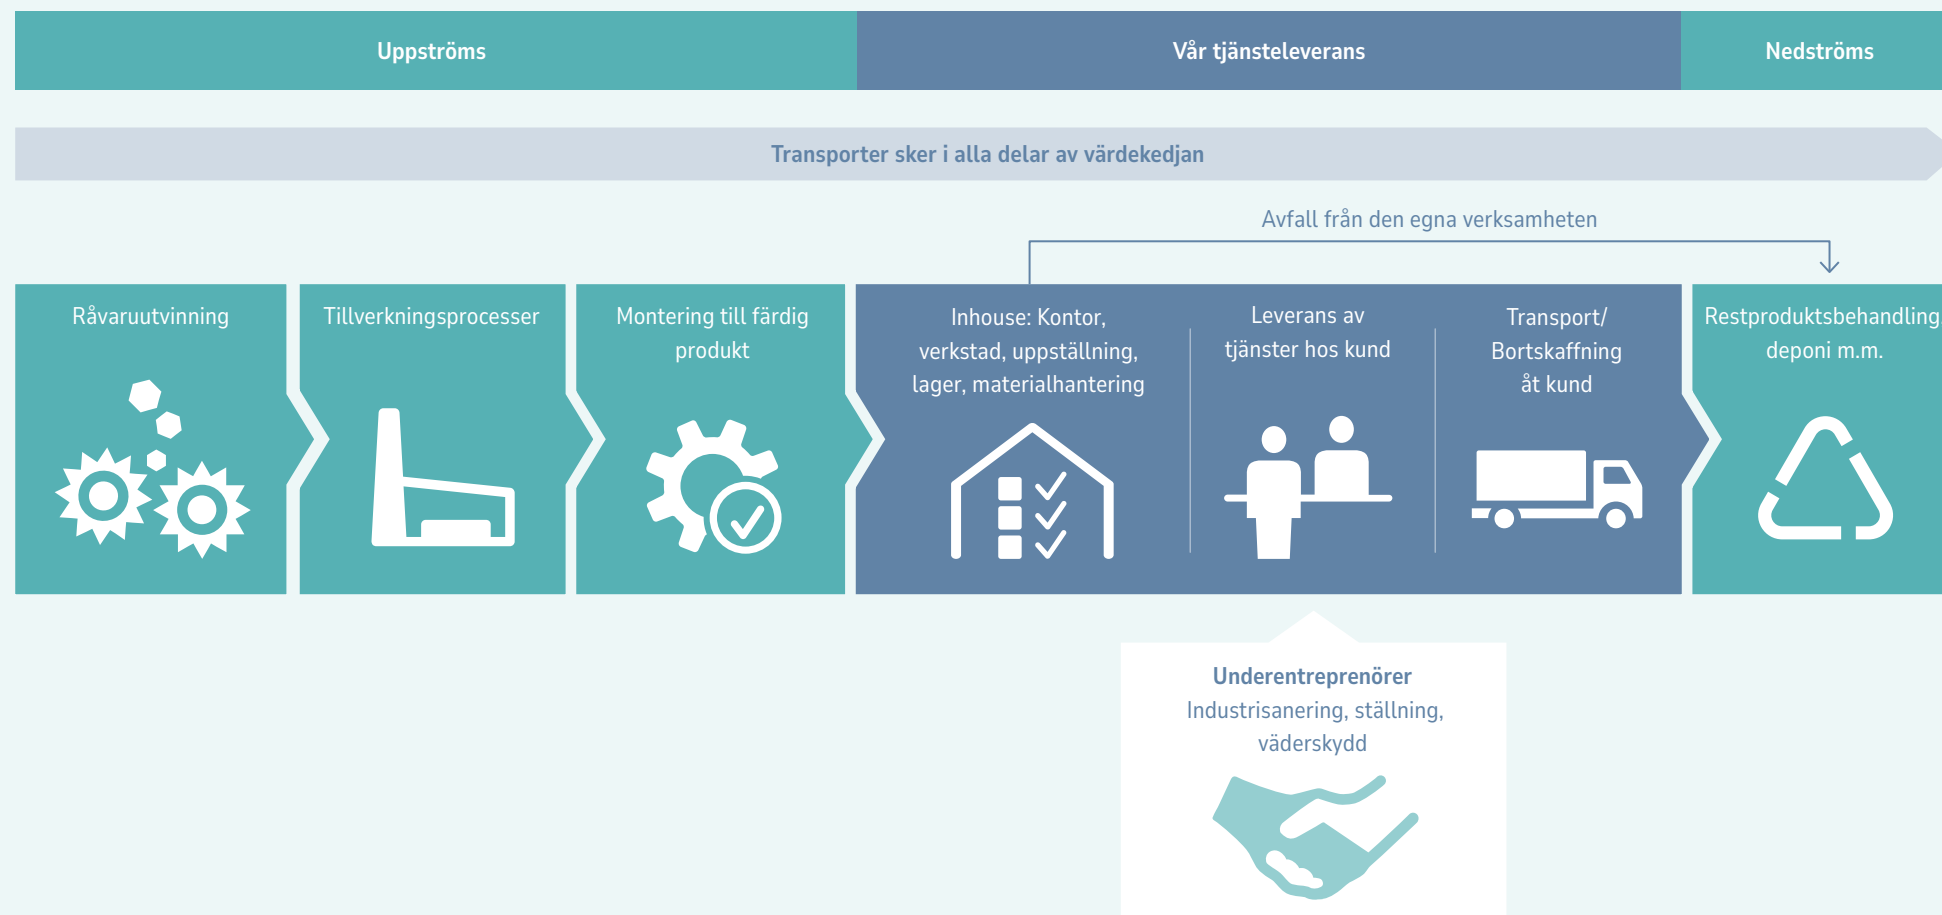 Uppströms
Vår tjänsteleverans
Nedströms
Transporter sker i alla delar av värdekedjan
Avfall från den egna verksamheten
Råvaruutvinning
Tillverkningsprocesser
Montering till färdig
produkt
Inhouse: Kontor,
verkstad, uppställning,
lager, materialhantering
Leverans av
tjänster hos kund
Transport/
Bortskaffning
åt kund
Restproduktsbehandling,
deponi m.m.
Underentreprenörer
Industrisanering, ställning,
väderskydd